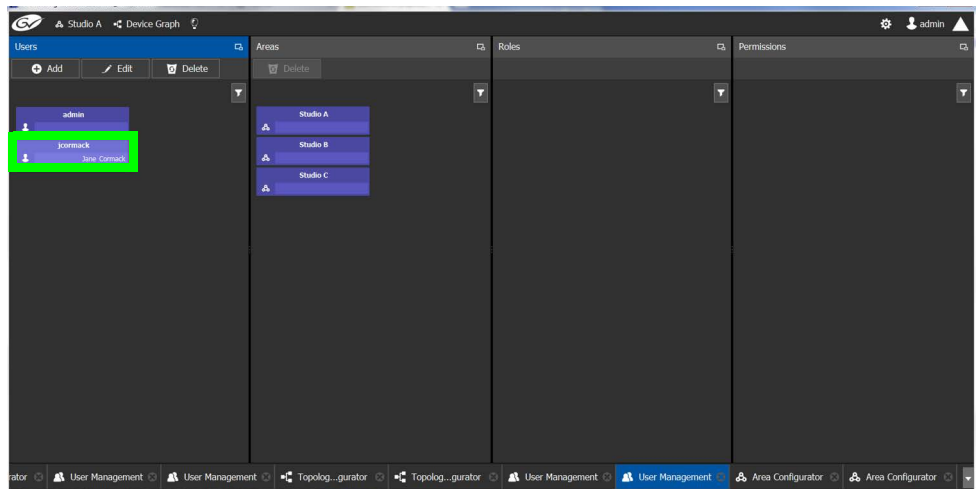 GV Studio A Device Graph admin
Users Areas Roles Permissions
Add Edit Delete Delete
admin Studio A
jcormack Studio B
Jane Cormack
Studio C
rator User Management User Management Topolog...gurator Topolog...gurator User Management User Management Area Configurator Area Configurator